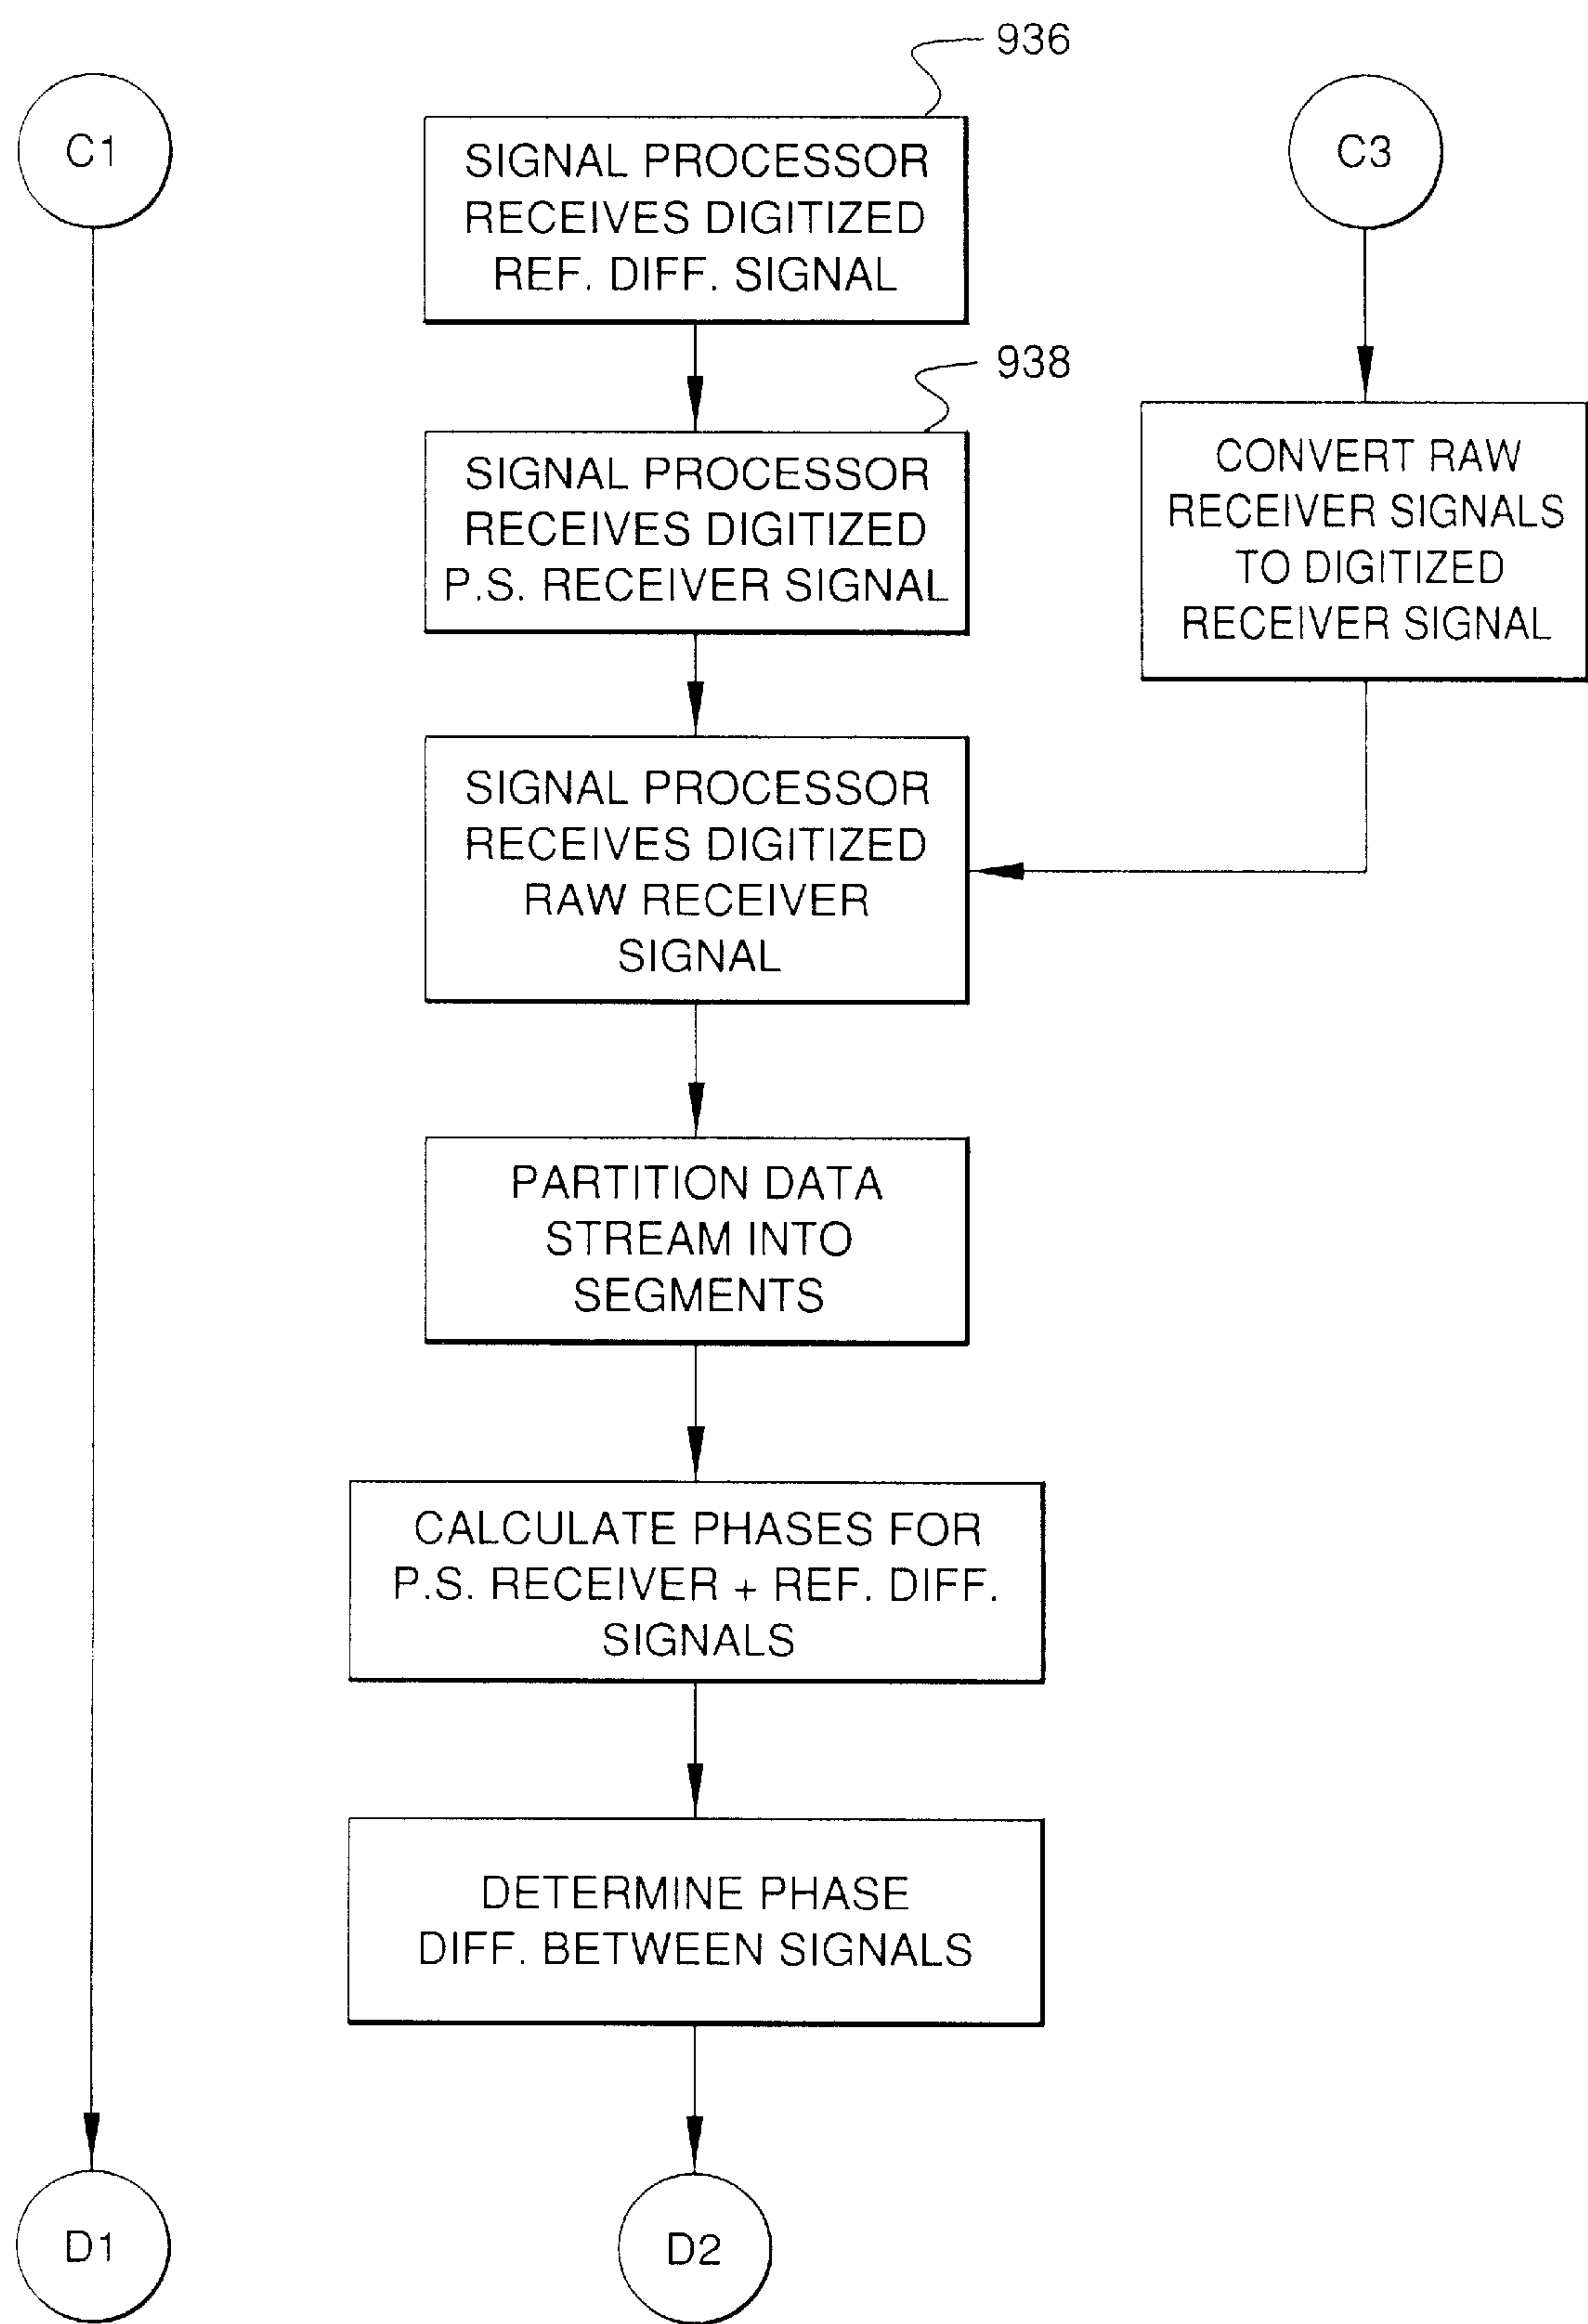 936
C1
SIGNAL PROCESSOR
RECEIVES DIGITIZED
REF. DIFF. SIGNAL
C3
938
SIGNAL PROCESSOR
RECEIVES DIGITIZED
P.S. RECEIVER SIGNAL
CONVERT RAW
RECEIVER SIGNALS
TO DIGITIZED
RECEIVER SIGNAL
SIGNAL PROCESSOR
RECEIVES DIGITIZED
RAW RECEIVER
SIGNAL
PARTITION DATA
STREAM INTO
SEGMENTS
CALCULATE PHASES FOR
P.S. RECEIVER + REF. DIFF.
SIGNALS
DETERMINE PHASE
DIFF. BETWEEN SIGNALS
D1
D2